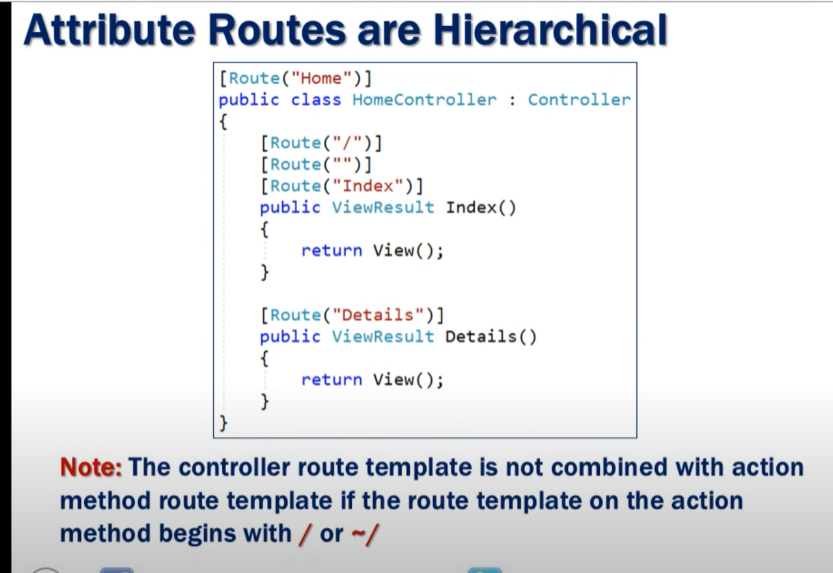 Attribute Routes are Hierarchical
[Route("Home")]
public class HomeController : Controller
{
[Route("/")]
[Route("")]
[Route("Index")]
public ViewResult Index()
{
return View();
}
[Route("Details")]
public ViewResult Details()
{
return View();
}
}
Note: The controller route template is not combined with action
method route template if the route template on the action
method begins with / or ~/